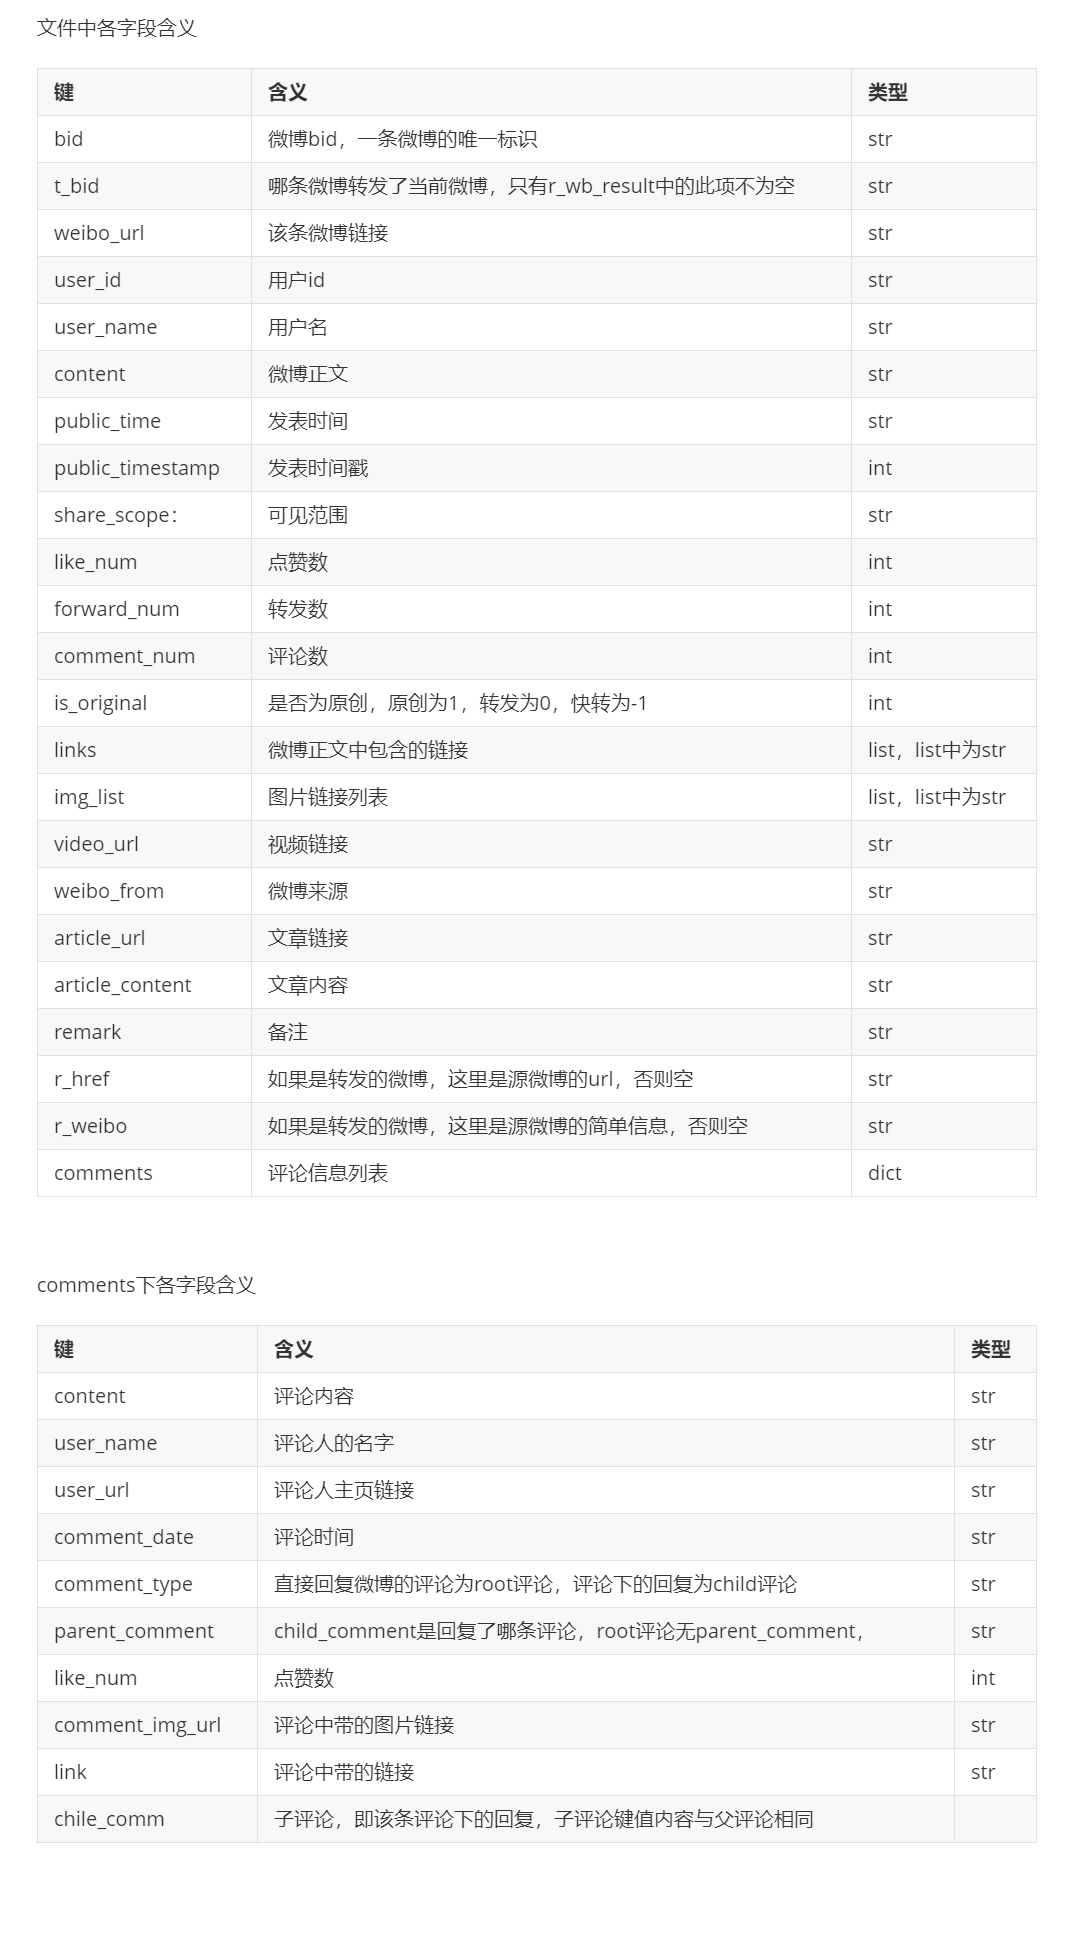 文件中各字段含义
键 含义 类型
bid 微博bid，一条微博的唯一标识 str
t_bid 哪条微博转发了当前微博，只有r_wb_result中的此项不为空 str
weibo_url 该条微博链接 str
user_id 用户id str
user_name 用户名 str
content 微博正文 str
public_time 发表时间 str
public_timestamp 发表时间戳 int
share_scope： 可见范围 str
like_num 点赞数 int
forward_num 转发数 int
comment_num 评论数 int
is_original 是否为原创，原创为1，转发为0，快转为-1 int
links 微博正文中包含的链接 list，list中为str
img_list 图片链接列表 list，list中为str
video_url 视频链接 str
weibo_from 微博来源 str
article_url 文章链接 str
article_content 文章内容 str
remark 备注 str
r_href 如果是转发的微博，这里是源微博的url，否则空 str
r_weibo 如果是转发的微博，这里是源微博的简单信息，否则空 str
comments 评论信息列表 dict
comments下各字段含义
键 含义 类型
content 评论内容 str
user_name 评论人的名字 str
user_url 评论人主页链接 str
comment_date 评论时间 str
comment_type 直接回复微博的评论为root评论，评论下的回复为child评论 str
parent_comment child_comment是回复了哪条评论，root评论无parent_comment， str
like_num 点赞数 int
comment_img_url 评论中带的图片链接 str
link 评论中带的链接 str
chile_comm 子评论，即该条评论下的回复，子评论键值内容与父评论相同